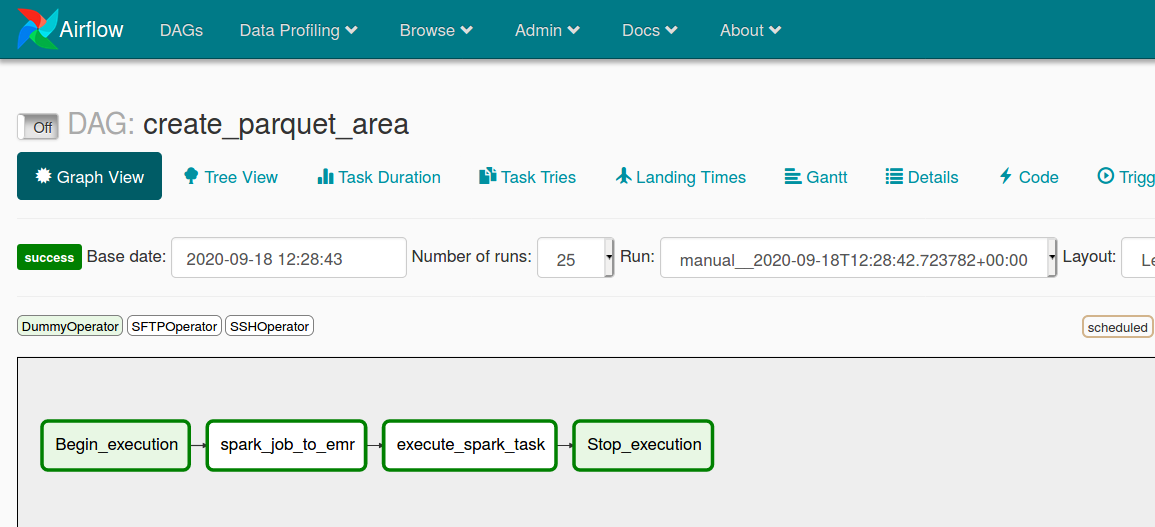 Airflow DAGs Data Profiling Browse Admin Docs About
Off DAG: create_parquet_area
Graph View Tree View Task Duration Task Tries Landing Times Gantt Details Code Trigg
success Base date: 2020-09-18 12:28:43 Number of runs: 25 Run: manual__2020-09-18T12:28:42.723782+00:00 Layout: Le
DummyOperator SFTPOperator SSHOperator scheduled
Begin_execution spark_job_to_emr execute_spark_task Stop_execution